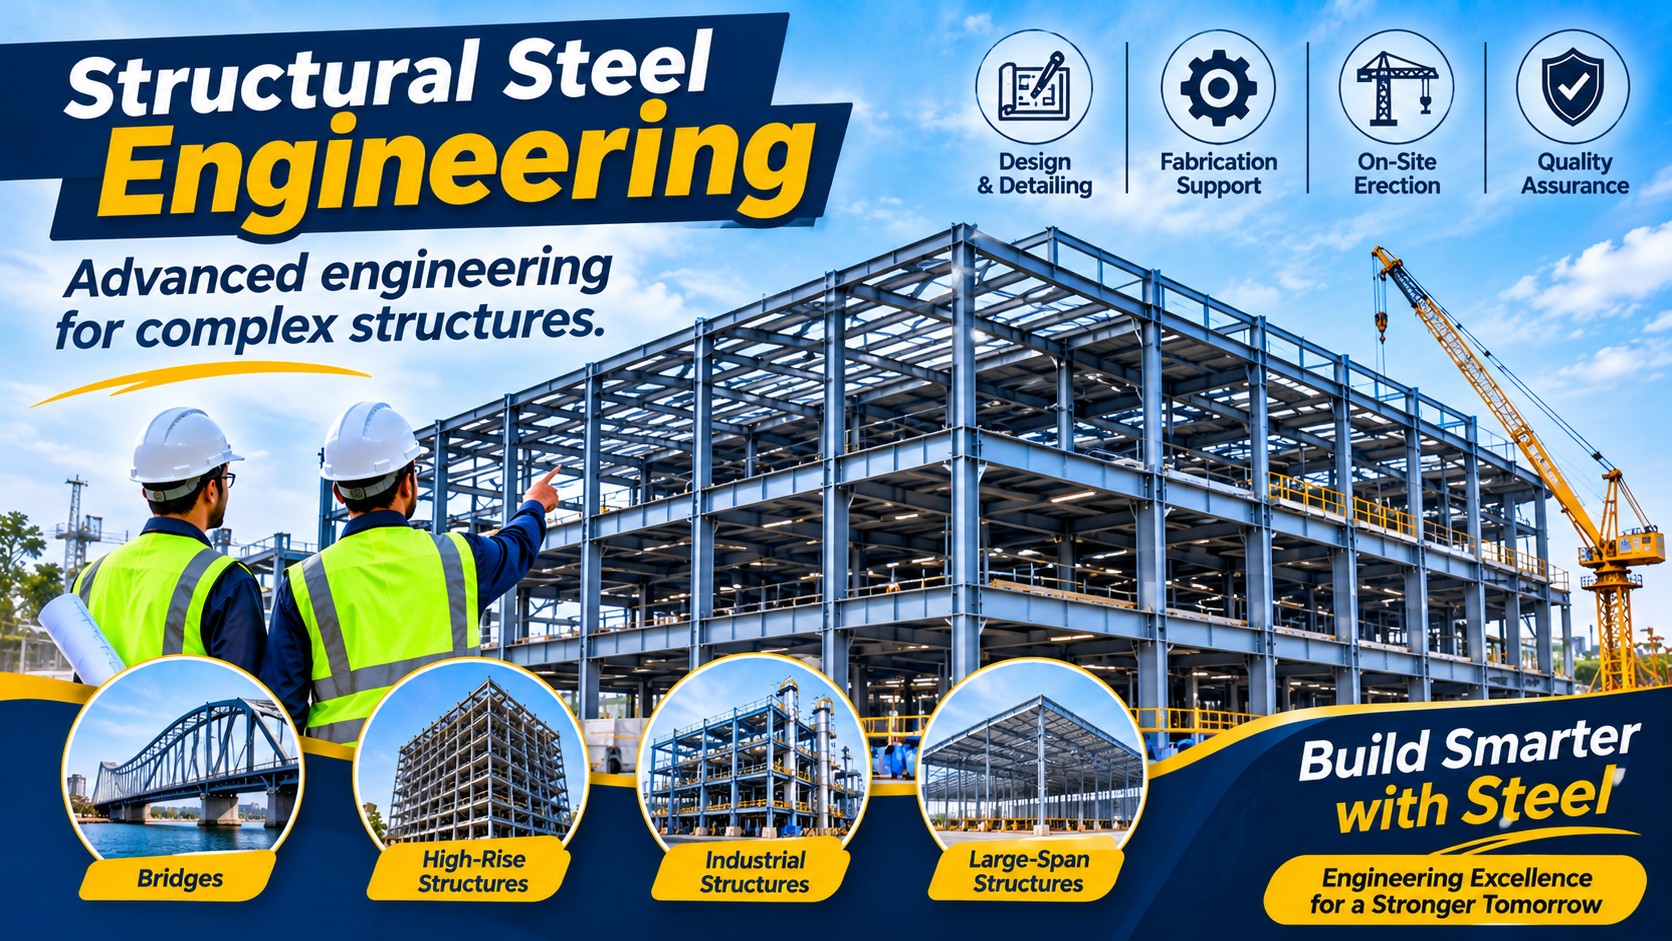 Structural Steel
Engineering
Advanced engineering
for complex structures.
Design
& Detailing
Fabrication
Support
On-Site
Erection
Quality
Assurance
Bridges
High-Rise
Structures
Industrial
Structures
Large-Span
Structures
Build Smarter
with Steel
Engineering Excellence
for a Stronger Tomorrow